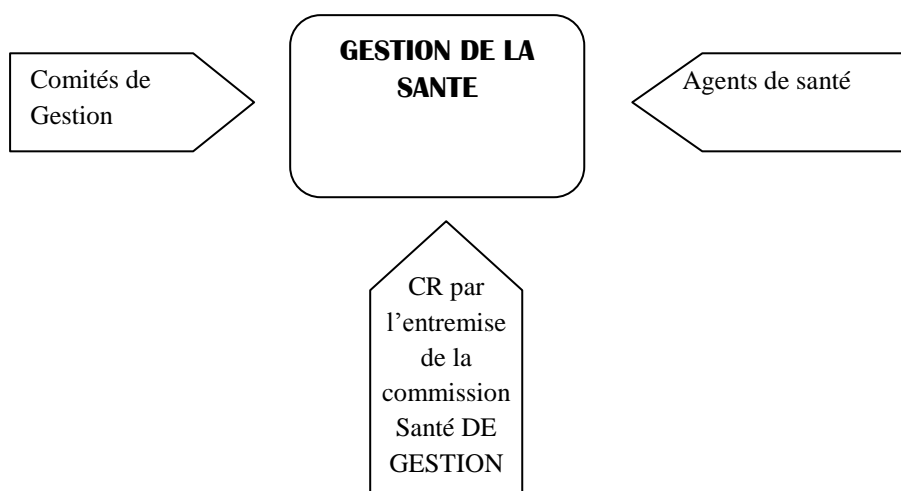 GESTION DE LA
SANTE
Comités de
Gestion
Agents de santé
CR par
l’entremise
de la
commission
Santé DE
GESTION